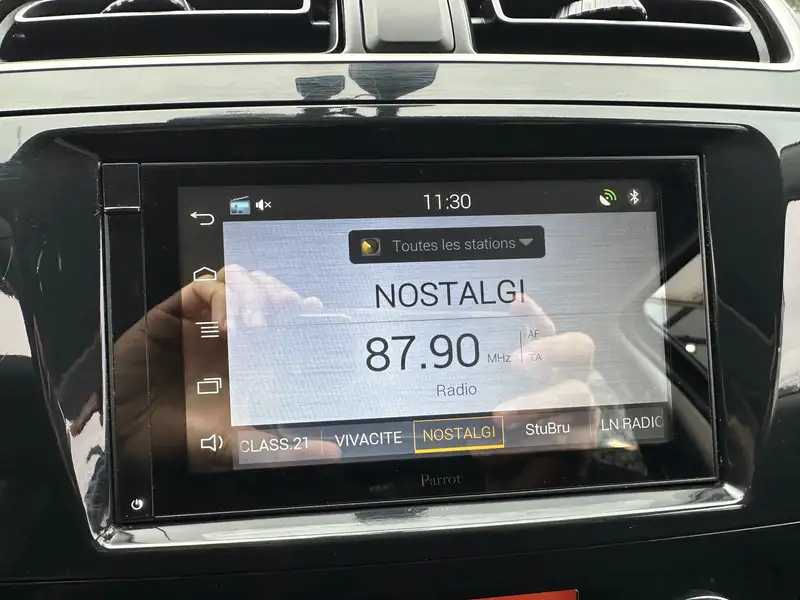 11:30
Toutes les stations
NOSTALGI
87.90 MHz AF
TA
Radio
CLASS.21 VIVACITE NOSTALGI StuBru LN RADIO
Parrot